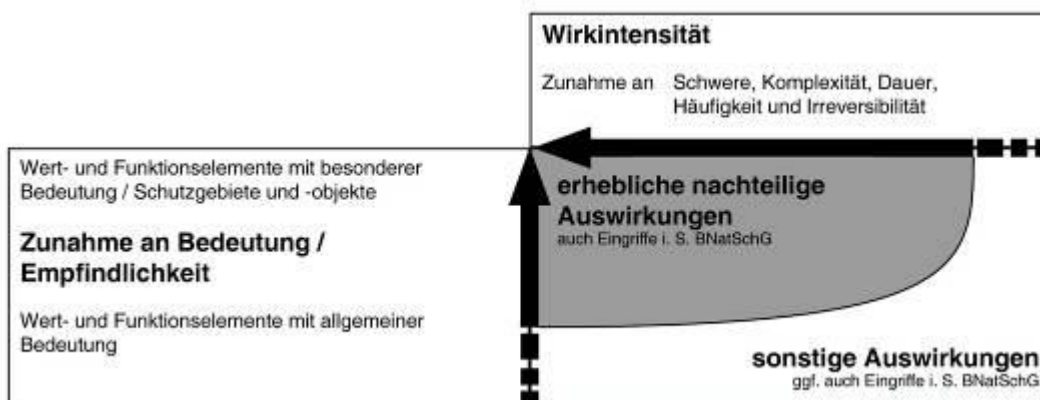 Wirkintensität
Zunahme an Schwere, Komplexität, Dauer,
Häufigkeit und Irreversibilität
Wert- und Funktionselemente mit besonderer
Bedeutung / Schutzgebiete und -objekte
Zunahme an Bedeutung /
Empfindlichkeit
Wert- und Funktionselemente mit allgemeiner
Bedeutung
erhebliche nachteilige
Auswirkungen
auch Eingriffe i. S. BNatSchG
sonstige Auswirkungen
ggf. auch Eingriffe i. S. BNatSchG